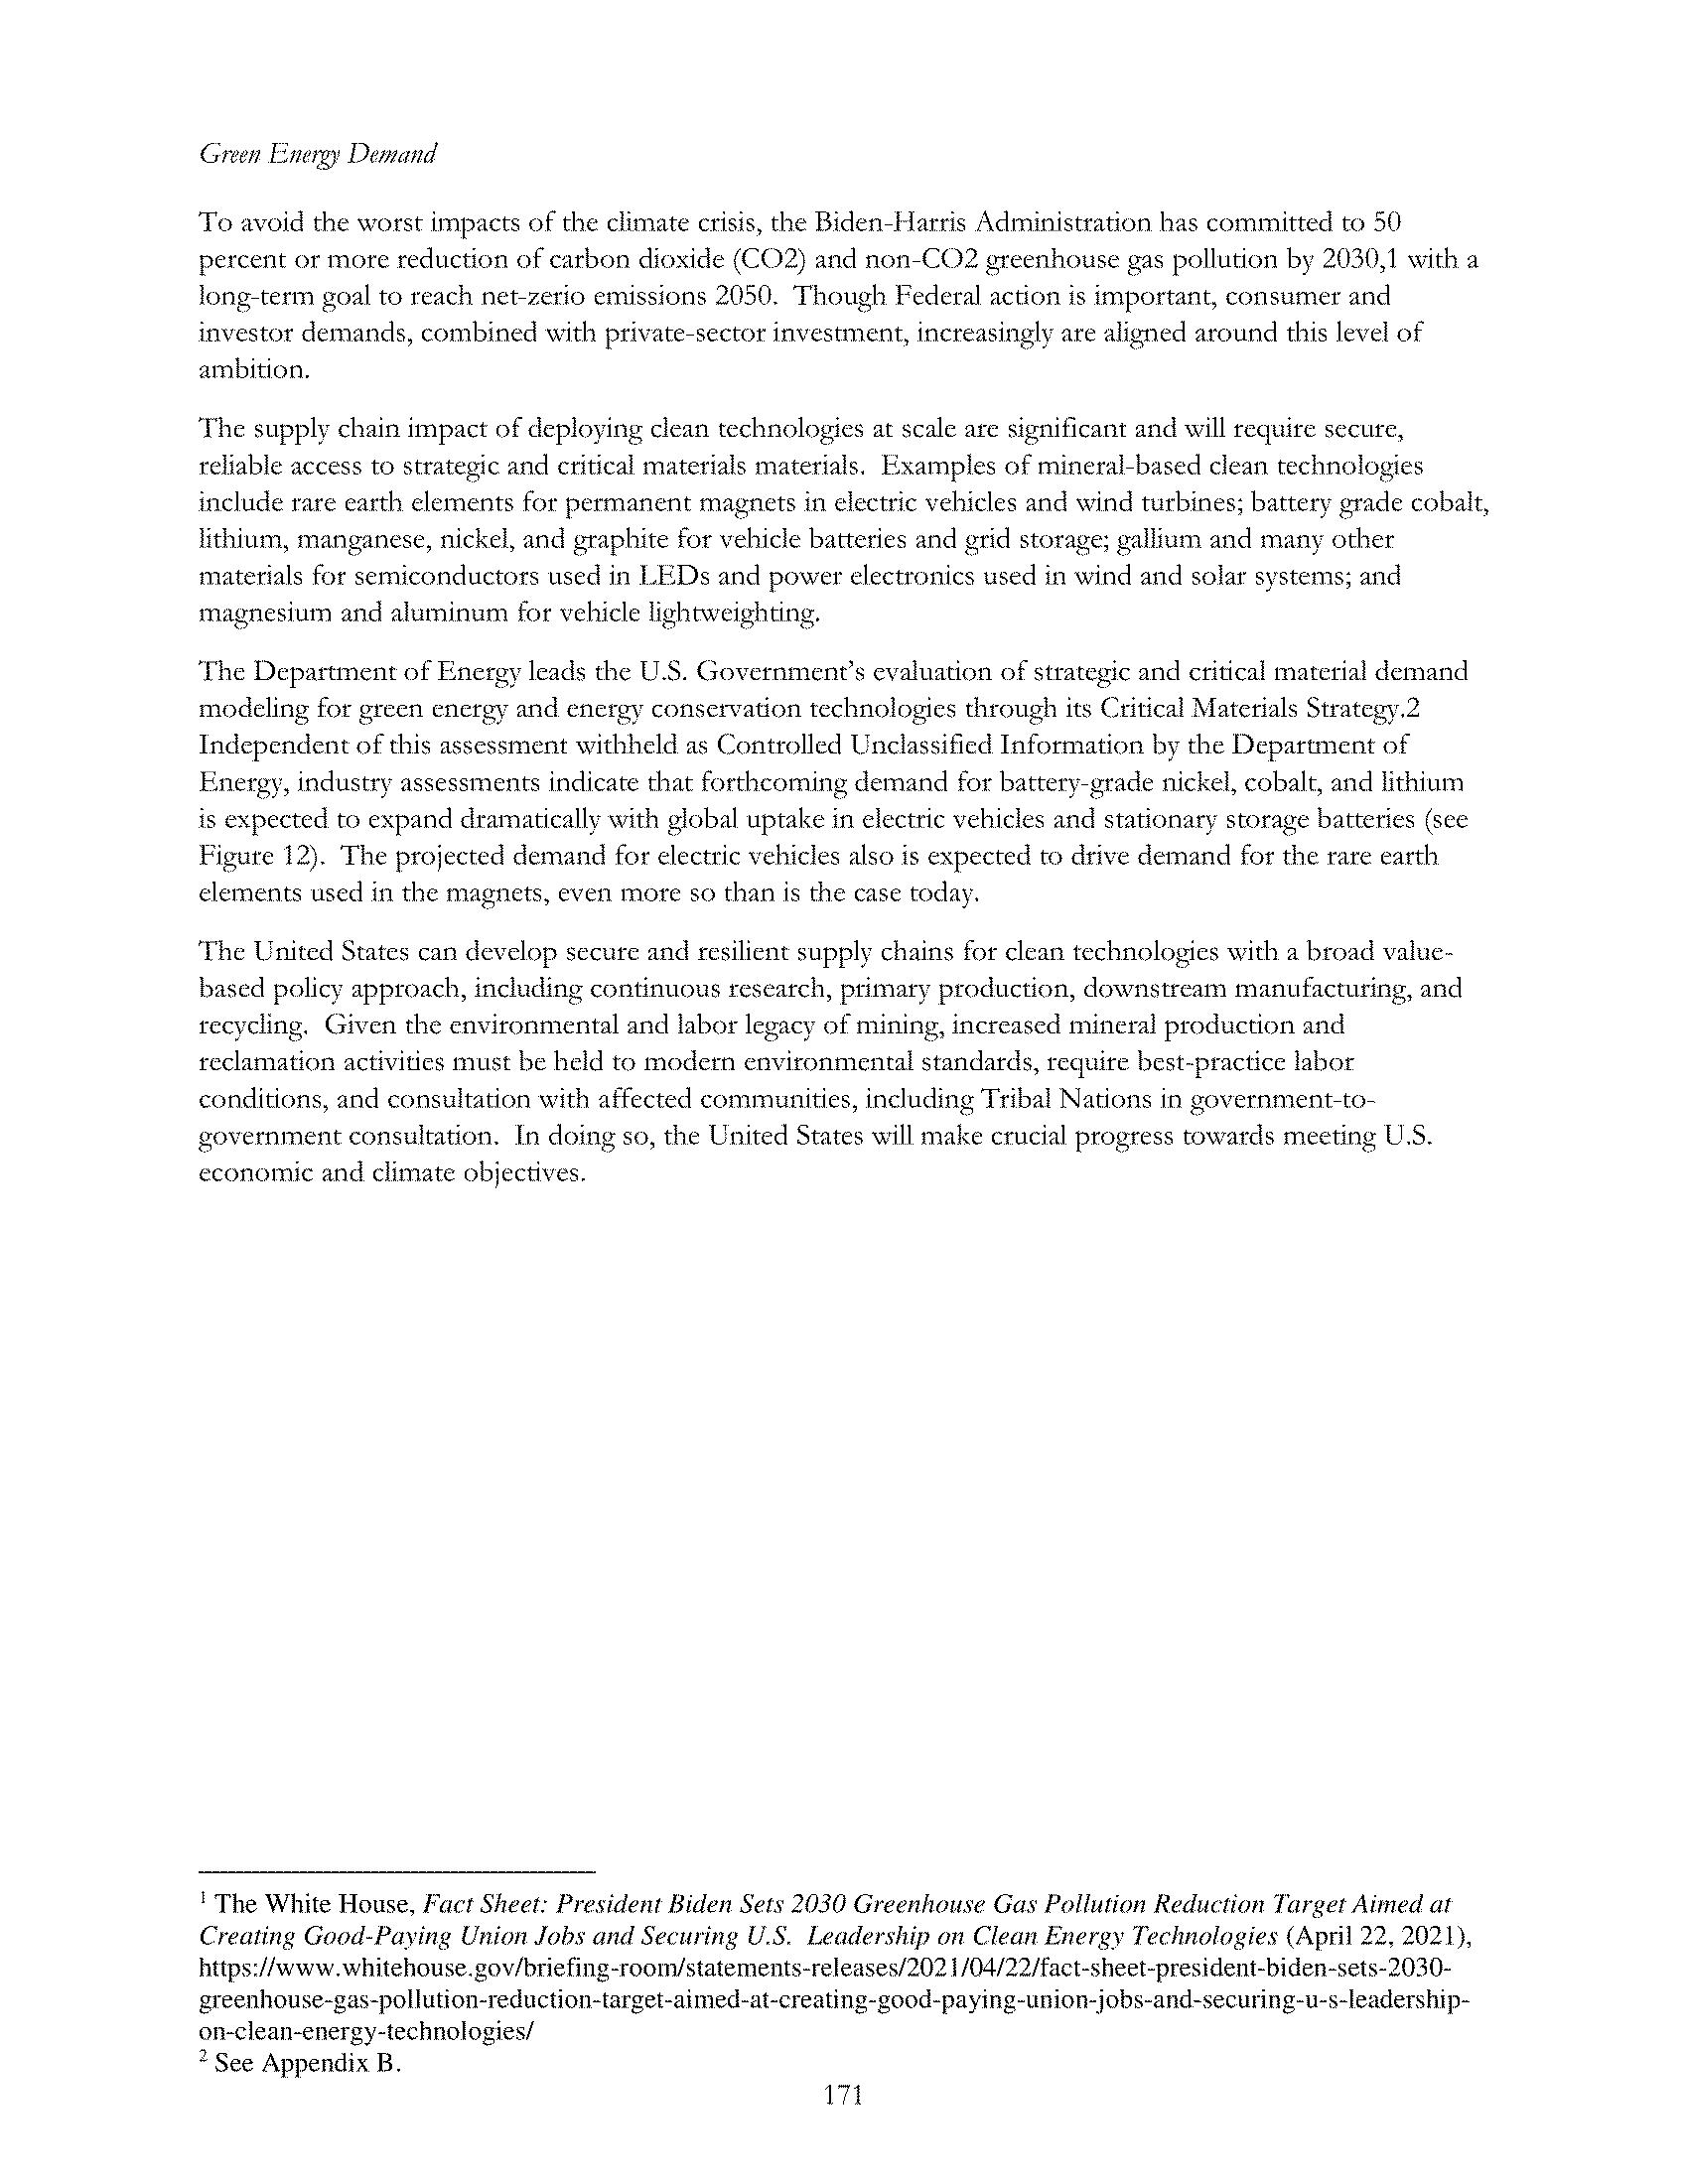 Green Energy Demand
To avoid the worst impacts of the climate crisis, the Biden-Harris Administration has committed to 50
percent or more reduction of carbon dioxide (CO2) and non-CO2 greenhouse gas pollution by 2030,1 with a
long-term goal to reach net-zerio emissions 2050.  Though Federal action is important, consumer and
investor demands, combined with private-sector investment, increasingly are aligned around this level of
ambition.
The supply chain impact of deploying clean technologies at scale are significant and will require secure,
reliable access to strategic and critical materials materials.  Examples of mineral-based clean technologies
include rare earth elements for permanent magnets in electric vehicles and wind turbines; battery grade cobalt,
lithium, manganese, nickel, and graphite for vehicle batteries and grid storage; gallium and many other
materials for semiconductors used in LEDs and power electronics used in wind and solar systems; and
magnesium and aluminum for vehicle lightweighting.
The Department of Energy leads the U.S. Government's evaluation of strategic and critical material demand
modeling for green energy and energy conservation technologies through its Critical Materials Strategy.2
Independent of this assessment withheld as Controlled Unclassified Information by the Department of
Energy, industry assessments indicate that forthcoming demand for battery-grade nickel, cobalt, and lithium
is expected to expand dramatically with global uptake in electric vehicles and stationary storage batteries (see
Figure 12).  The projected demand for electric vehicles also is expected to drive demand for the rare earth
elements used in the magnets, even more so than is the case today.
The United States can develop secure and resilient supply chains for clean technologies with a broad value-
based policy approach, including continuous research, primary production, downstream manufacturing, and
recycling.  Given the environmental and labor legacy of mining, increased mineral production and
reclamation activities must be held to modern environmental standards, require best-practice labor
conditions, and consultation with affected communities, including Tribal Nations in government-to-
government consultation.  In doing so, the United States will make crucial progress towards meeting U.S.
economic and climate objectives.
1 The White House, Fact Sheet: President Biden Sets 2030 Greenhouse Gas Pollution Reduction Target Aimed at
Creating Good-Paying Union Jobs and Securing U.S.  Leadership on Clean Energy Technologies (April 22, 2021),
https://www.whitehouse.gov/briefing-room/statements-releases/2021/04/22/fact-sheet-president-biden-sets-2030-
greenhouse-gas-pollution-reduction-target-aimed-at-creating-good-paying-union-jobs-and-securing-u-s-leadership-
on-clean-energy-technologies/
2 See Appendix B.
171